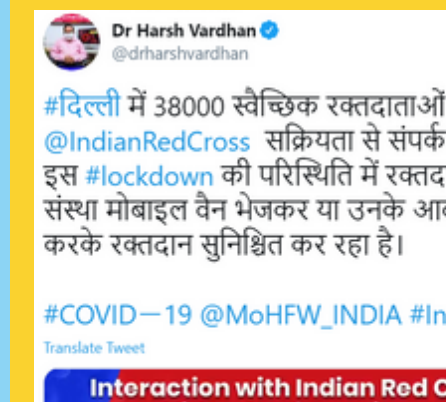 Dr Harsh Vardhan
@drharshvardhan
#दिल्ली में 38000 स्वैच्छिक रक्तदाताओं
@IndianRedCross सक्रियता से संपर्क
इस #lockdown की परिस्थिति में रक्तद
संस्था मोबाइल वैन भेजकर या उनके आव
करके रक्तदान सुनिश्चित कर रहा है।
#COVID—19 @MoHFW_INDIA #In
Translate Tweet
Interaction with Indian Red C